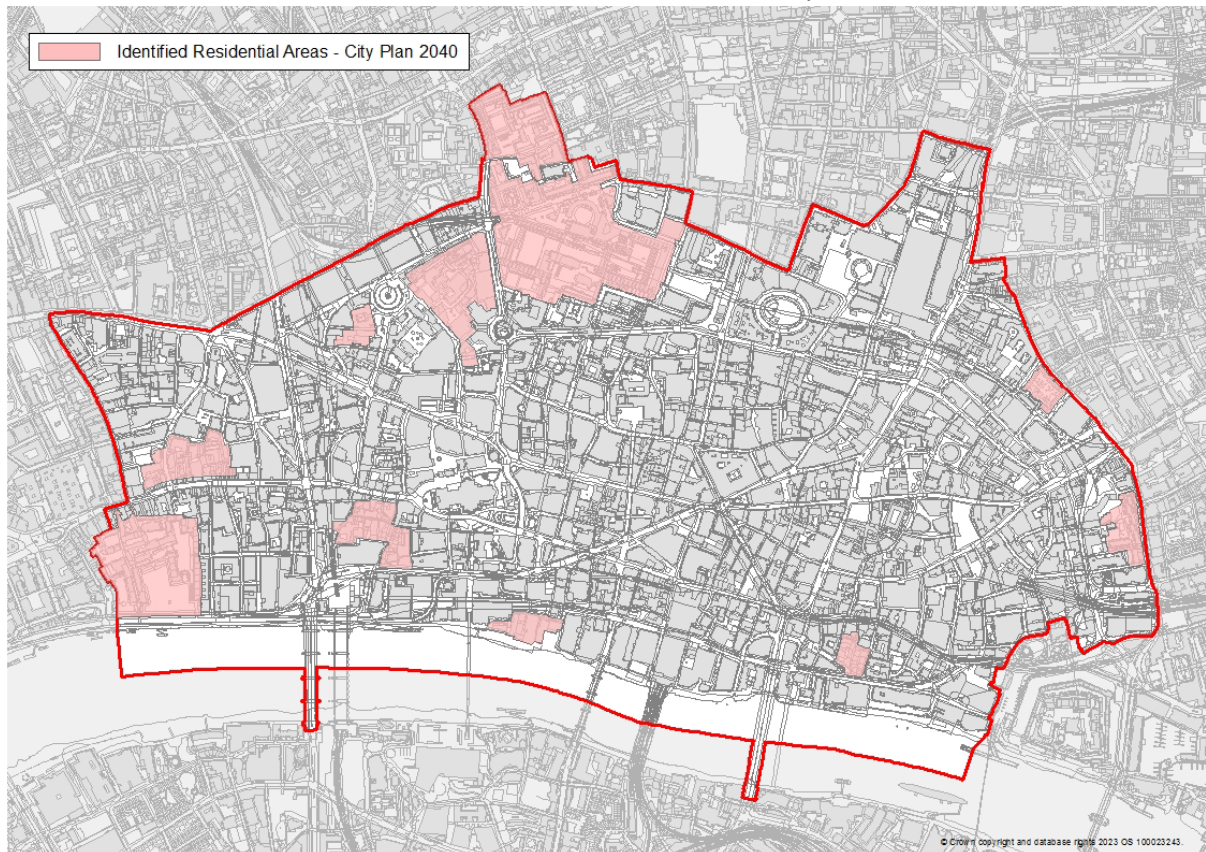 Identified Residential Areas - City Plan 2040
© Crown copyright and database rights 2023 OS 100023243.